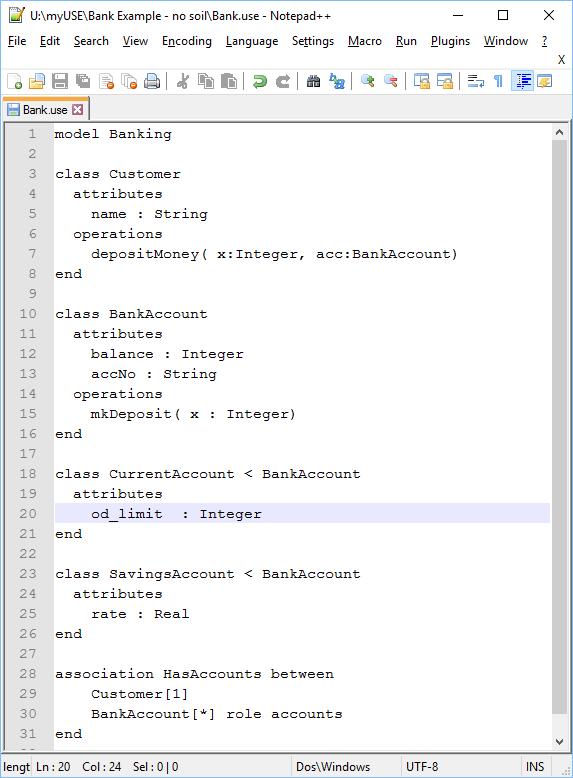 U:\myUSE\Bank Example - no soil\Bank.use - Notepad++
File Edit Search View Encoding Language Settings Macro Run Plugins Window ?
X
Bank.use
1 model Banking
2
3 class Customer
4   attributes
5     name : String
6   operations
7     depositMoney( x:Integer, acc:BankAccount)
8 end
9
10 class BankAccount
11   attributes
12     balance : Integer
13     accNo : String
14   operations
15     mkDeposit( x : Integer)
16 end
17
18 class CurrentAccount < BankAccount
19   attributes
20     od_limit  : Integer
21 end
22
23 class SavingsAccount < BankAccount
24   attributes
25     rate : Real
26 end
27
28 association HasAccounts between
29     Customer[1]
30     BankAccount[*] role accounts
31 end
lengt Ln : 20 Col : 24 Sel : 0 | 0 Dos\Windows UTF-8 INS